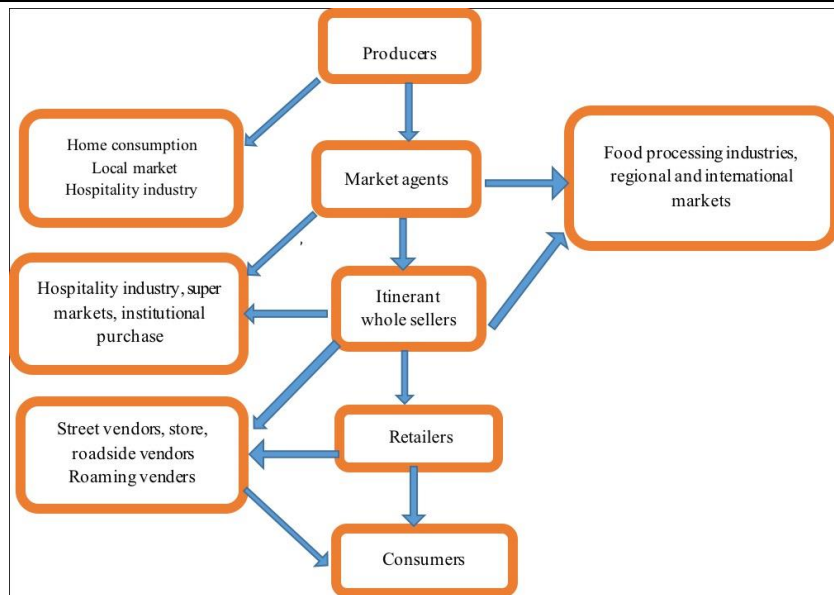 Producers
Home consumption
Local market
Hospitality industry
Market agents
Food processing industries,
regional and international
markets
Hospitality industry, super
markets, institutional
purchase
Itinerant
whole sellers
Street vendors, store,
roadside vendors
Roaming venders
Retailers
Consumers